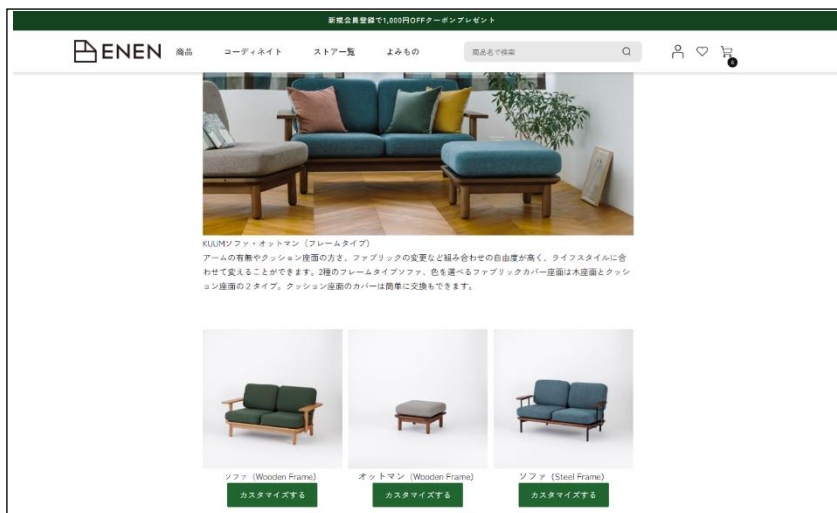 新規会員登録で1,000円OFFクーポンプレゼント
ENEN 商品 コーディネイト ストア一覧 よみもの 商品名で検索
KUUMソファ・オットマン（フレームタイプ）
アームの有無やクッション座面の方さ、ファブリックの変更など組み合わせの自由度が高く、ライフスタイルに合
わせて変えることができます。2種のフレームタイプソファ、色を選べるファブリックカバー座面は木座面とクッシ
ョン座面の２タイプ。クッション座面のカバーは簡単に交換もできます。
ソファ（Wooden Frame） オットマン（Wooden Frame） ソファ（Steel Frame）
カスタマイズする カスタマイズする カスタマイズする